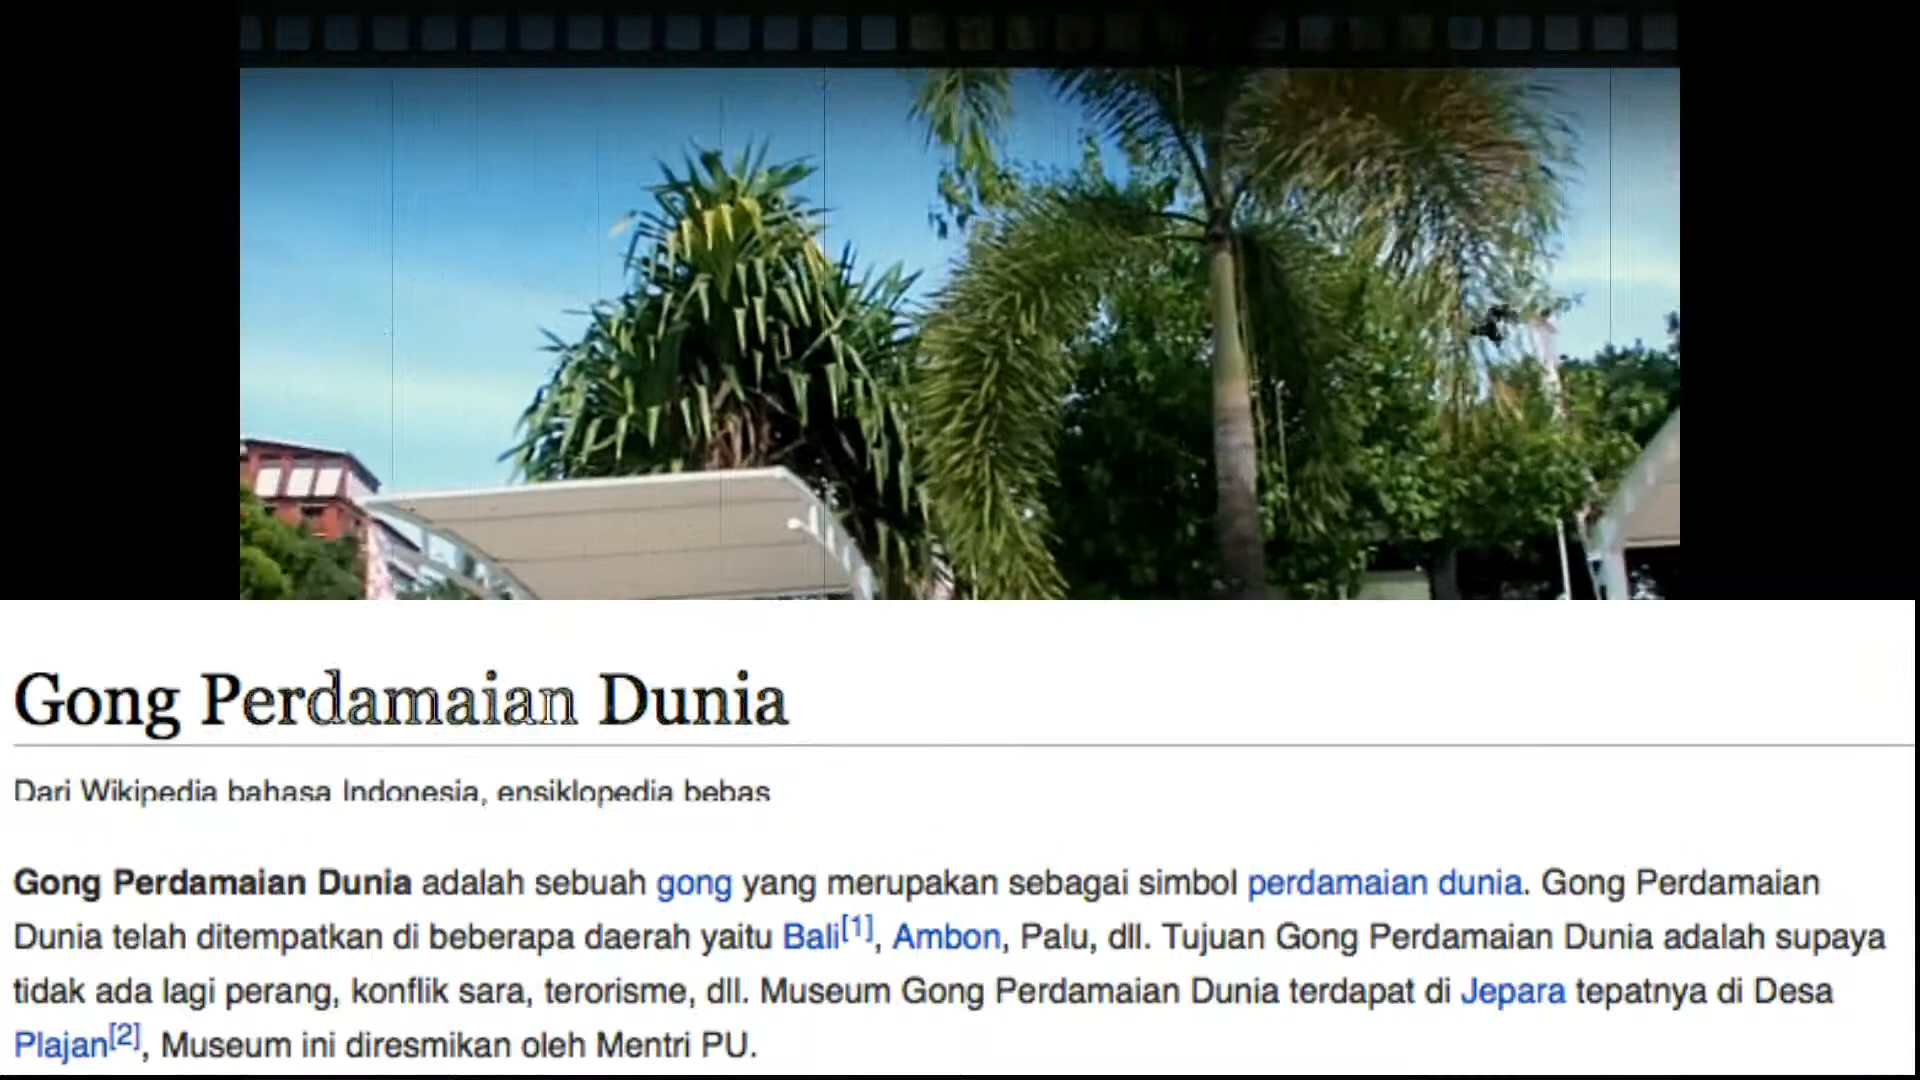 Gong Perdamaian Dunia
Dari Wikipedia bahasa Indonesia, ensiklopedia bebas
Gong Perdamaian Dunia adalah sebuah gong yang merupakan sebagai simbol perdamaian dunia. Gong Perdamaian
Dunia telah ditempatkan di beberapa daerah yaitu Bali[1], Ambon, Palu, dll. Tujuan Gong Perdamaian Dunia adalah supaya
tidak ada lagi perang, konflik sara, terorisme, dll. Museum Gong Perdamaian Dunia terdapat di Jepara tepatnya di Desa
Plajan[2], Museum ini diresmikan oleh Mentri PU.